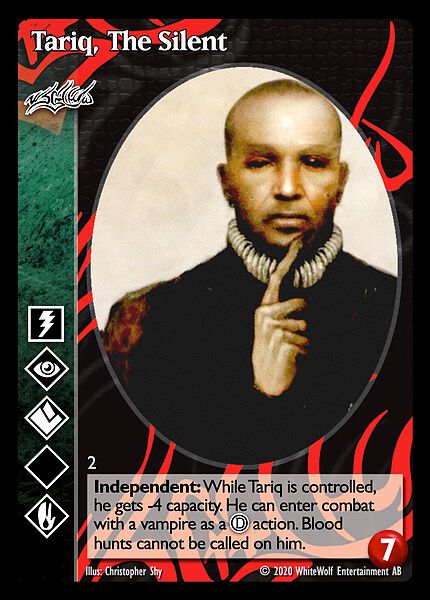 Tariq, The Silent
2
Independent: While Tariq is controlled,
he gets -4 capacity. He can enter combat
with a vampire as a D action. Blood
hunts cannot be called on him.
7
Illus: Christopher Shy
© 2020 WhiteWolf Entertainment AB